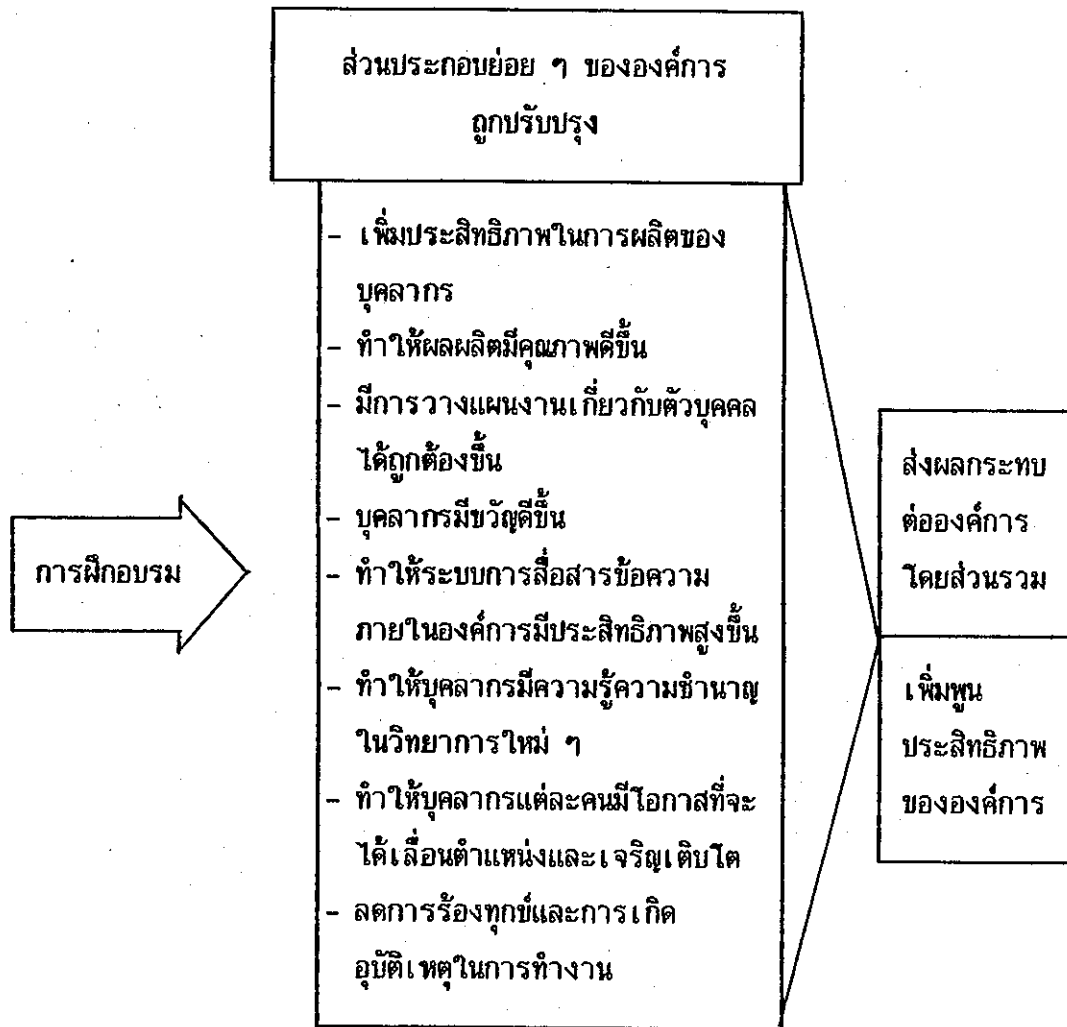 ส่วนประกอบย่อย ๆ ขององค์การ
ถูกปรับปรุง
การฝึกอบรม
- เพิ่มประสิทธิภาพในการผลิตของ
บุคลากร
- ทำให้ผลผลิตมีคุณภาพดีขึ้น
- มีการวางแผนงานเกี่ยวกับตัวบุคคล
ได้ถูกต้องขึ้น
- บุคลากรมีขวัญดีขึ้น
- ทำให้ระบบการสื่อสารข้อความ
ภายในองค์การมีประสิทธิภาพสูงขึ้น
- ทำให้บุคลากรมีความรู้ความชำนาญ
ในวิทยาการใหม่ ๆ
- ทำให้บุคลากรแต่ละคนมีโอกาสที่จะ
ได้เลื่อนตำแหน่งและเจริญเติบโต
- ลดการร้องทุกข์และการเกิด
อุบัติเหตุในการทำงาน
ส่งผลกระทบ
ต่อองค์การ
โดยส่วนรวม
เพิ่มพูน
ประสิทธิภาพ
ขององค์การ